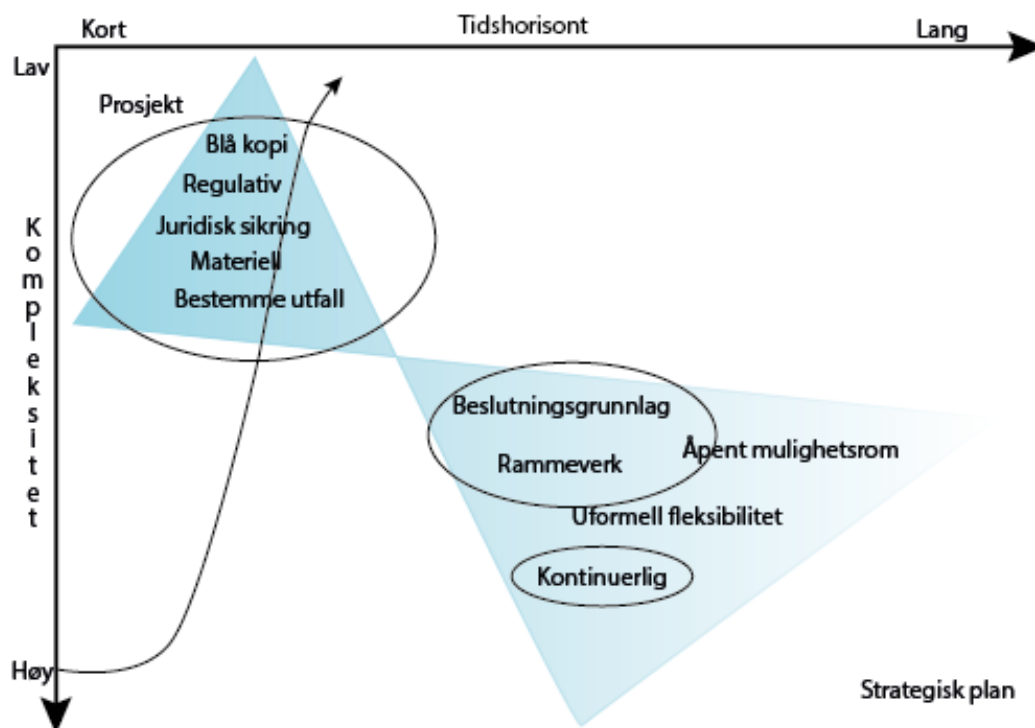 Kort
Tidshorisont
Lang
Lav
Prosjekt
Blå kopi
Regulativ
Juridisk sikring
Materiell
Bestemme utfall
Kompleksitet
Beslutningsgrunnlag
Rammeverk
Åpent mulighetsrom
Uformell fleksibilitet
Kontinuerlig
Høy
Strategisk plan